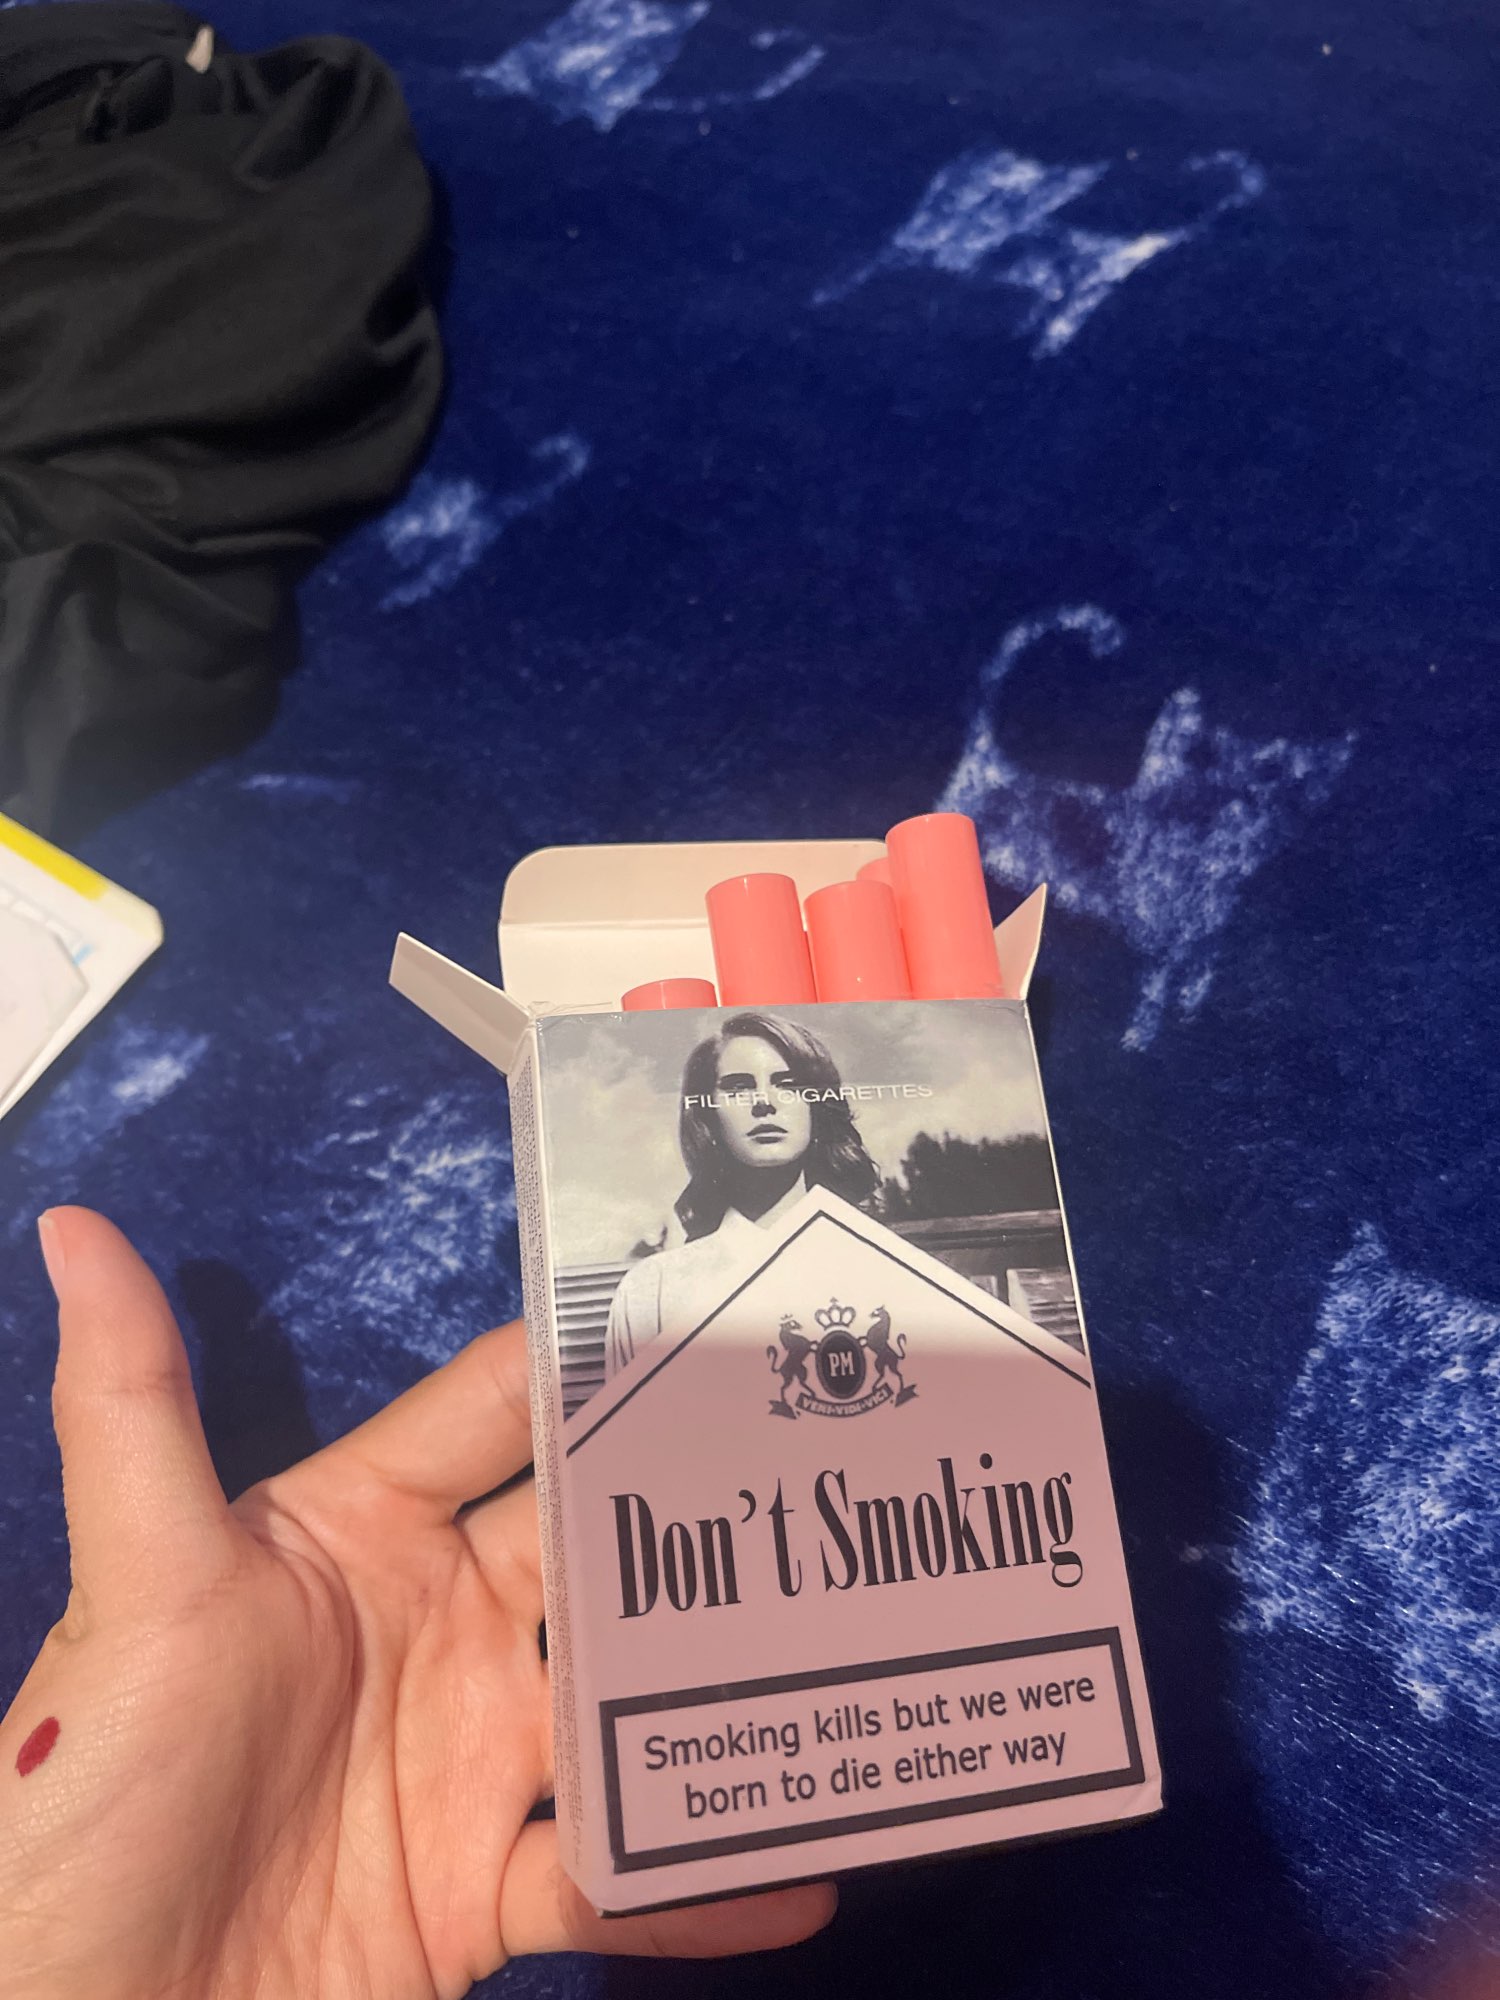 FILTER CIGARETTES
PM
VENI·VIDI·VICI
Don't Smoking
Smoking kills but we were
born to die either way